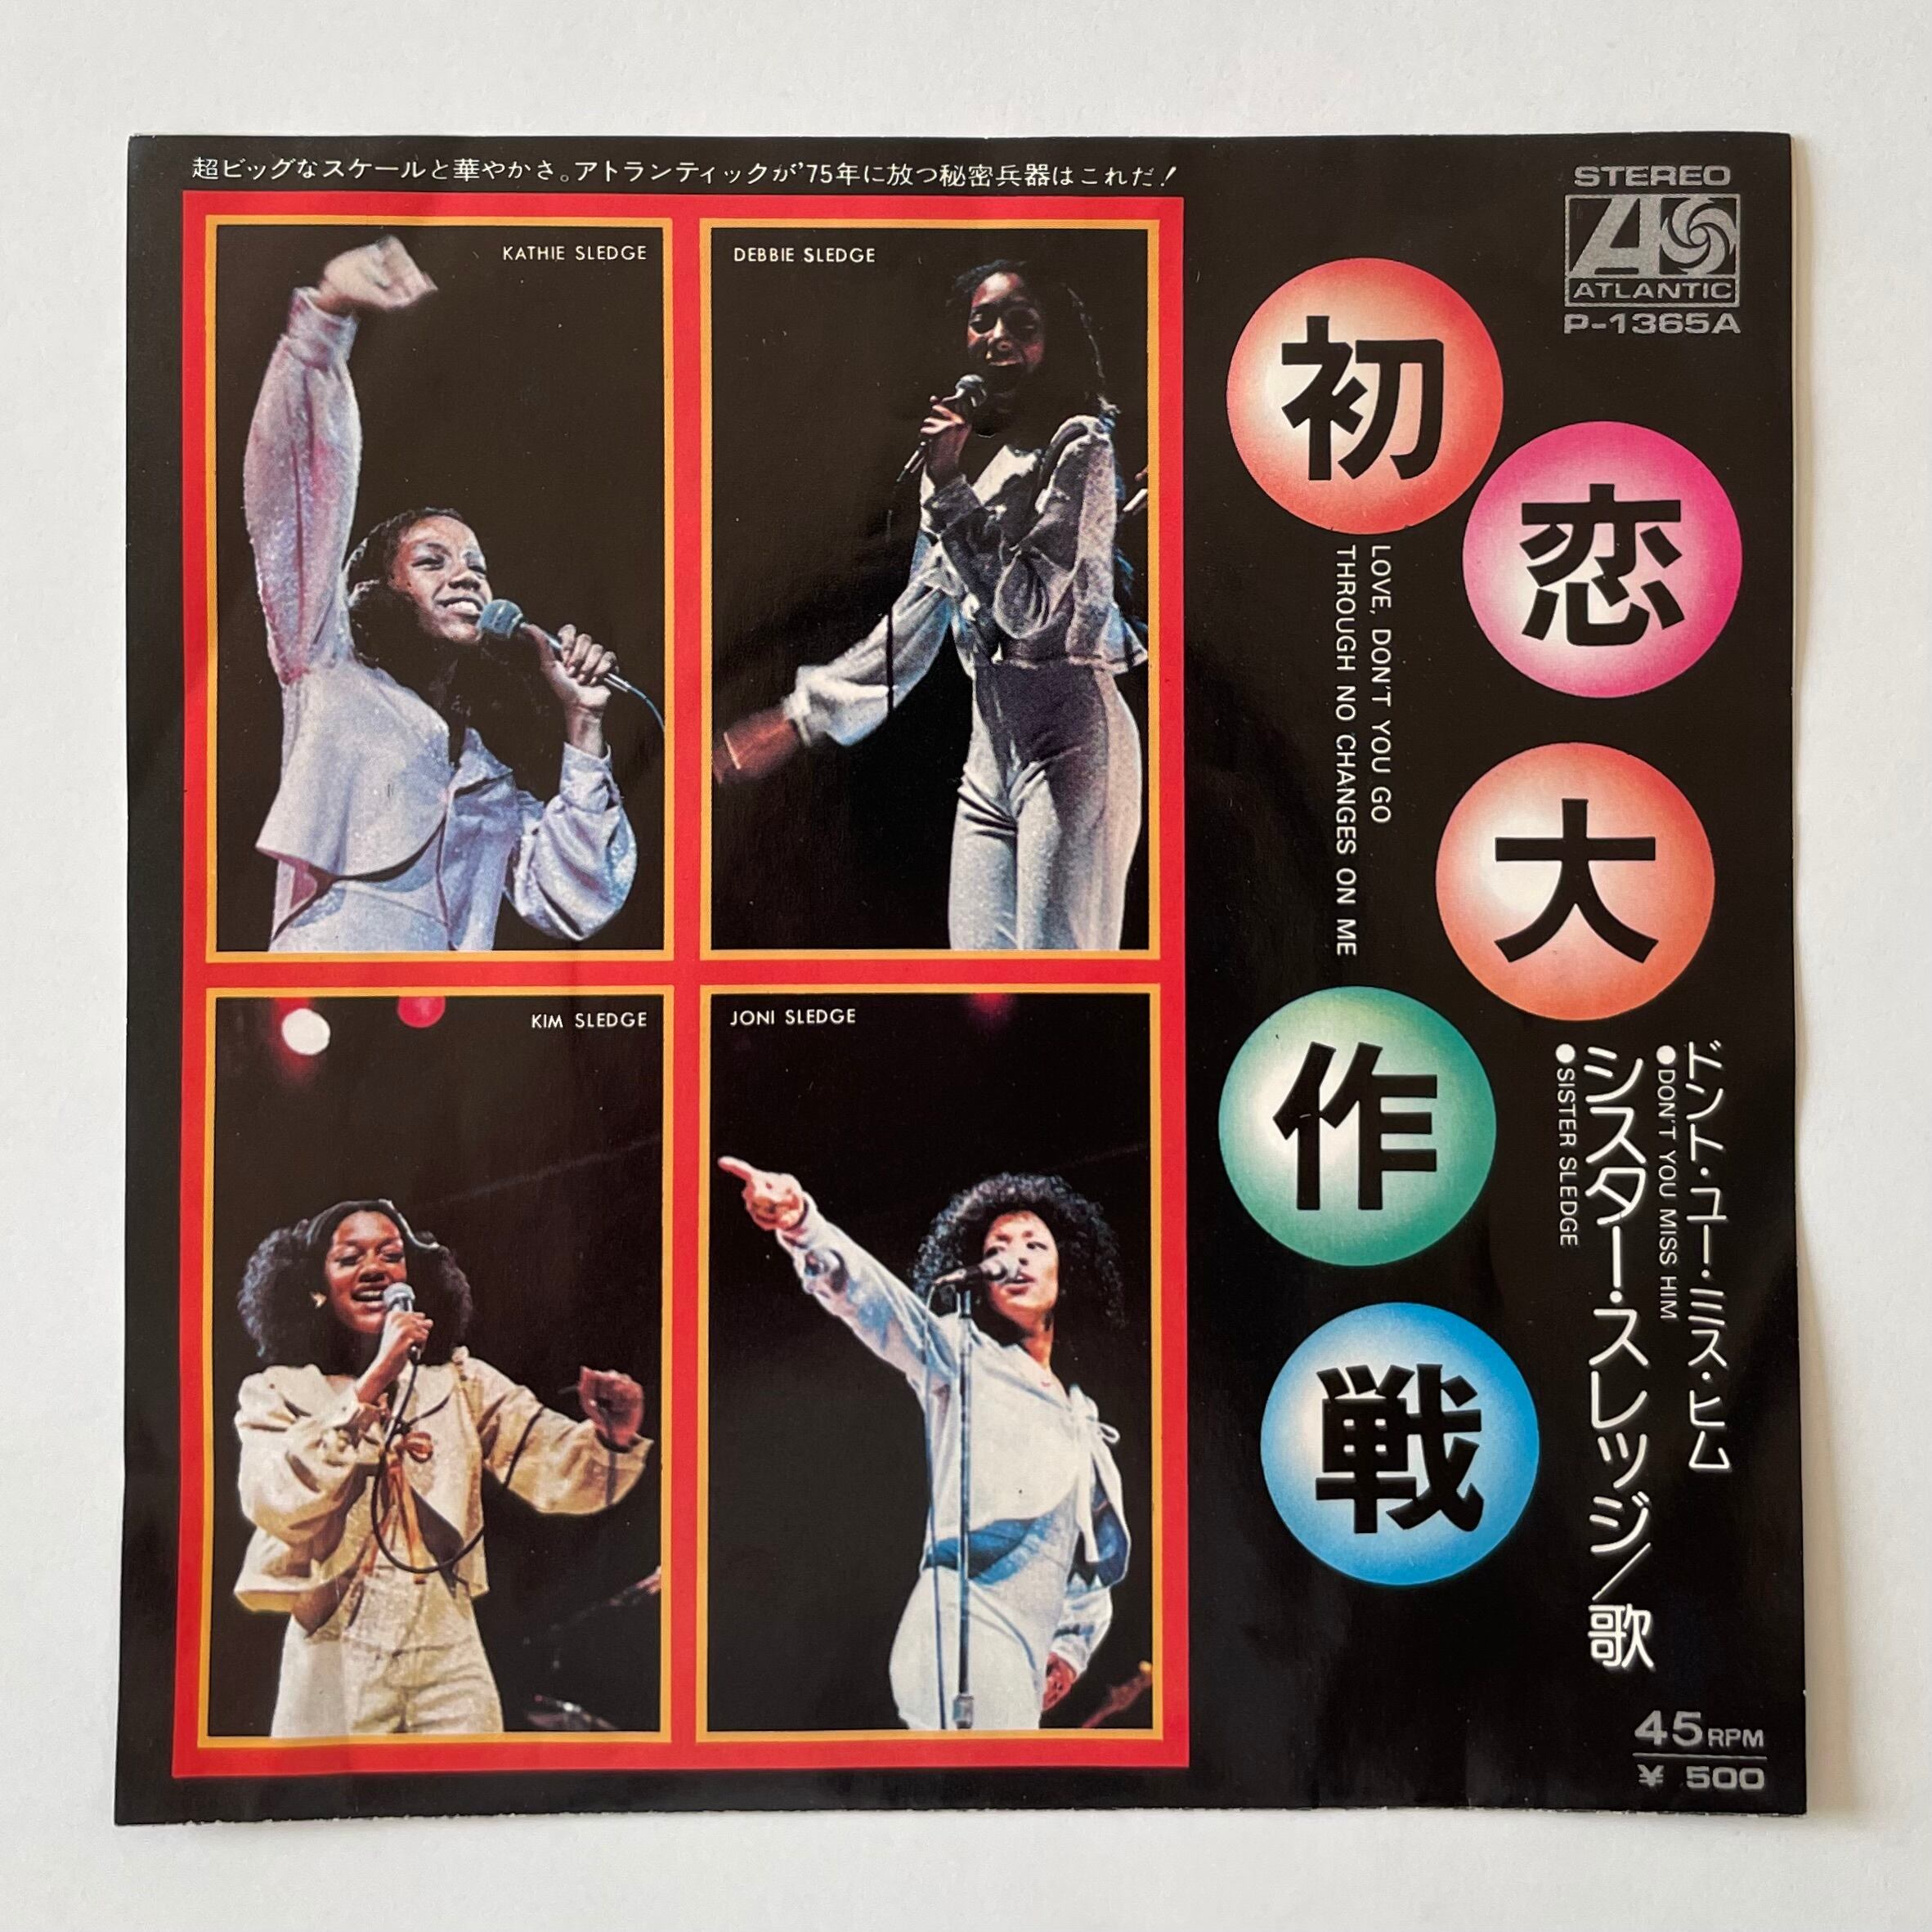 超ビッグなスケールと華やかさ。アトランティックが'75年に放つ秘密兵器はこれだ!
STEREO
ATLANTIC
P-1365A
KATHIE SLEDGE
DEBBIE SLEDGE
KIM SLEDGE
JONI SLEDGE
初恋大作戦
LOVE, DON'T YOU GO
THROUGH NO CHANGES ON ME
ドント・ユー・ミス・ヒム
●DON'T YOU MISS HIM
シスター・スレッジ/歌
●SISTER SLEDGE
45RPM
¥ 500